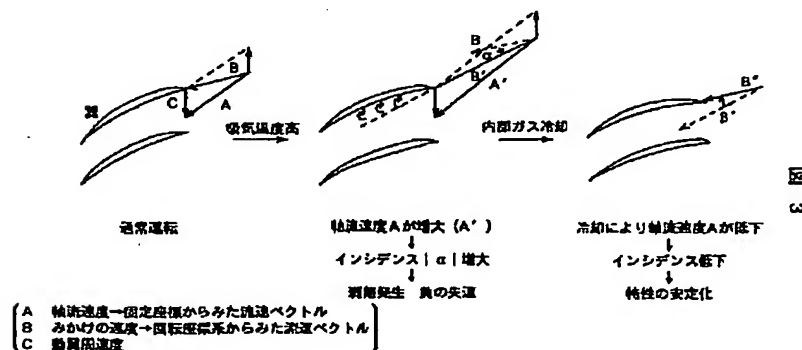 B
C
A
翼
吸気温度高
B
α
B'
A'
内部ガス冷却
B"
B'
図 3
通常運転
軸流速度Aが増大（A'）
インシデンス｜α｜増大
剥離発生 負の失速
冷却により軸流速度Aが低下
インシデンス低下
特性の安定化
A 軸流速度→固定座標からみた流速ベクトル
B みかけの速度→回転座標系からみた流速ベクトル
C 動翼周速度